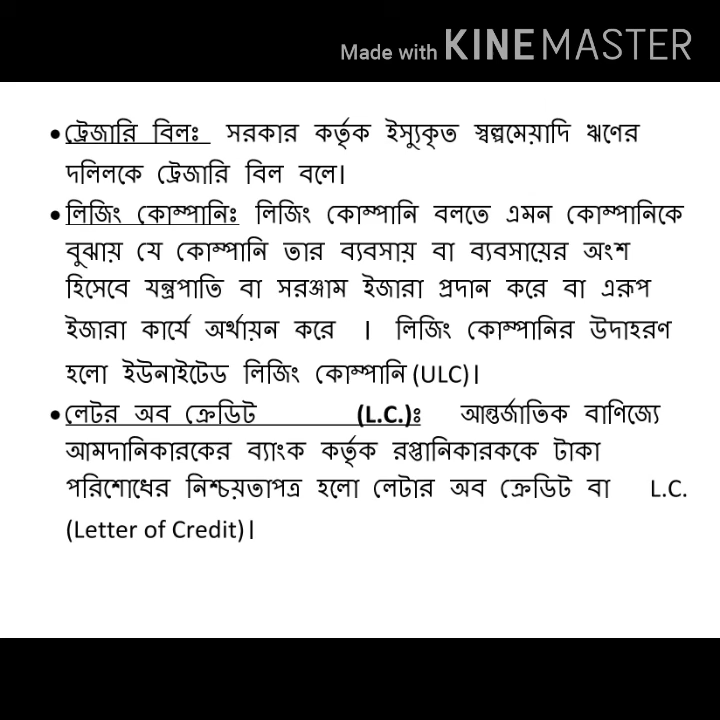 Made with KINEMASTER
• ট্রেজারি বিলঃ সরকার কর্তৃক ইস্যুকৃত স্বল্পমেয়াদি ঋণের
দলিলকে ট্রেজারি বিল বলে।
• লিজিং কোম্পানিঃ লিজিং কোম্পানি বলতে এমন কোম্পানিকে
বুঝায় যে কোম্পানি তার ব্যবসায় বা ব্যবসায়ের অংশ
হিসেবে যন্ত্রপাতি বা সরঞ্জাম ইজারা প্রদান করে বা এরূপ
ইজারা কার্যে অর্থায়ন করে । লিজিং কোম্পানির উদাহরণ
হলো ইউনাইটেড লিজিং কোম্পানি (ULC)।
• লেটর অব ক্রেডিট (L.C.)ঃ আন্তর্জাতিক বাণিজ্যে
আমদানিকারকের ব্যাংক কর্তৃক রপ্তানিকারককে টাকা
পরিশোধের নিশ্চয়তাপত্র হলো লেটার অব ক্রেডিট বা L.C.
(Letter of Credit)।